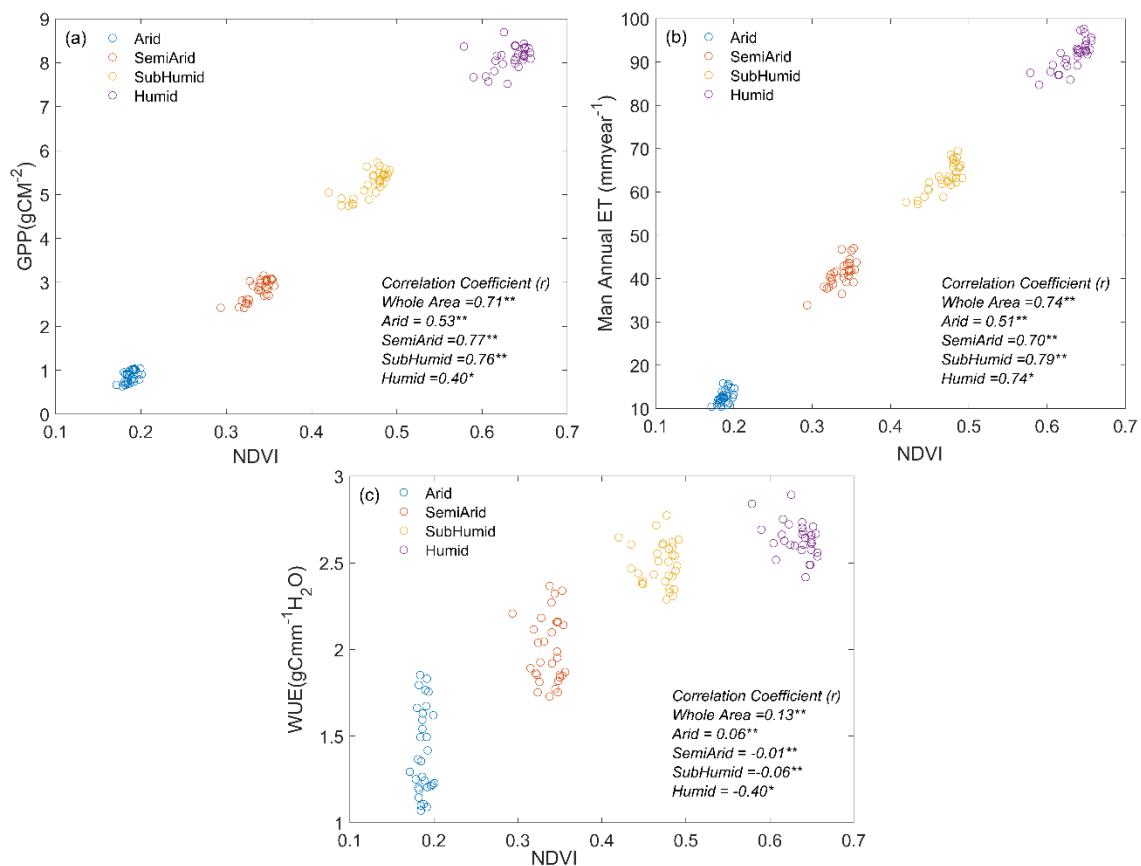 (a)
Arid
SemiArid
SubHumid
Humid
9
8
7
6
5
4
3
2
1
0
GPP(gCM⁻²)
Correlation Coefficient (r)
Whole Area =0.71**
Arid = 0.53**
SemiArid =0.77**
SubHumid =0.76**
Humid =0.40*
0.1 0.2 0.3 0.4 0.5 0.6 0.7
NDVI
(b)
Arid
SemiArid
SubHumid
Humid
100
90
80
70
60
50
40
30
20
10
Man Annual ET (mmyear⁻¹)
Correlation Coefficient (r)
Whole Area =0.74**
Arid =0.51**
SemiArid =0.70**
SubHumid =0.79**
Humid =0.74*
0.1 0.2 0.3 0.4 0.5 0.6 0.7
NDVI
(c)
Arid
SemiArid
SubHumid
Humid
3
2.5
2
1.5
1
WUE(gCmm⁻¹H₂O)
Correlation Coefficient (r)
Whole Area =0.13**
Arid = 0.06**
SemiArid = -0.01**
SubHumid =-0.06**
Humid = -0.40*
0.1 0.2 0.3 0.4 0.5 0.6 0.7
NDVI